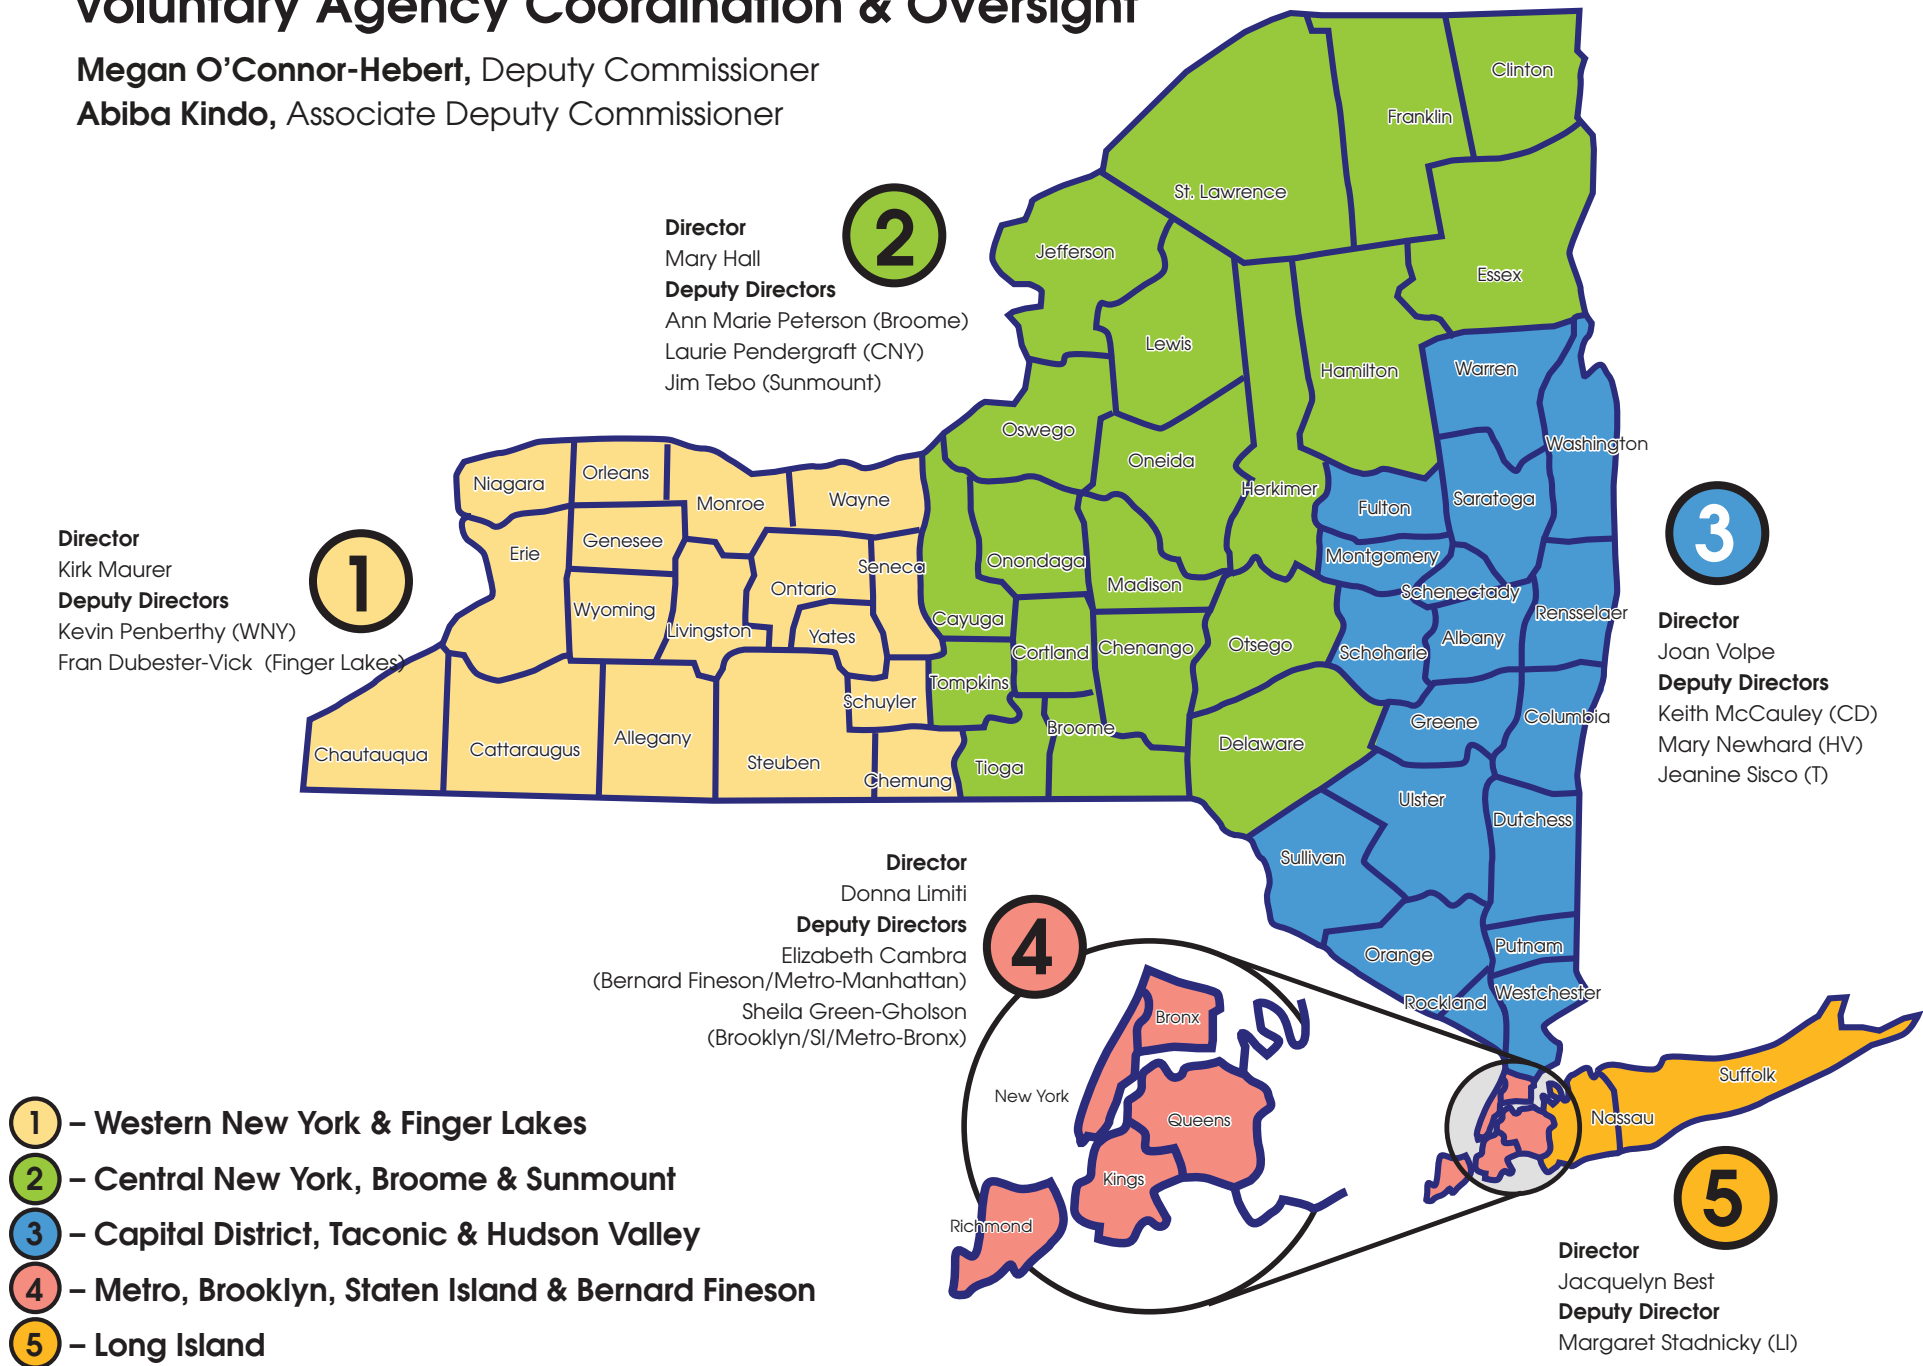 Voluntary Agency Coordination & Oversight
Megan O’Connor-Hebert, Deputy Commissioner
Abiba Kindo, Associate Deputy Commissioner
Director
Mary Hall
Deputy Directors
Ann Marie Peterson (Broome)
Laurie Pendergraft (CNY)
Jim Tebo (Sunmount)
2
Clinton
Franklin
St. Lawrence
Jefferson
Essex
Lewis
Hamilton
Warren
Oswego
Oneida
Herkimer
Washington
Niagara
Orleans
Monroe
Wayne
Fulton
Saratoga
Erie
Genesee
Seneca
Onondaga
Montgomery
Ontario
Madison
Schenectady
Wyoming
Livingston
Yates
Cayuga
Rensselaer
Cortland
Chenango
Otsego
Schoharie
Albany
Schuyler
Tompkins
Broome
Greene
Columbia
Chautauqua
Cattaraugus
Allegany
Steuben
Chemung
Tioga
Delaware
Ulster
Dutchess
Sullivan
Orange
Putnam
Rockland
Westchester
Suffolk
Nassau
Director
Kirk Maurer
Deputy Directors
Kevin Penberthy (WNY)
Fran Dubester-Vick (Finger Lakes)
1
3
Director
Joan Volpe
Deputy Directors
Keith McCauley (CD)
Mary Newhard (HV)
Jeanine Sisco (T)
Director
Donna Limiti
Deputy Directors
Elizabeth Cambra
(Bernard Fineson/Metro-Manhattan)
Sheila Green-Gholson
(Brooklyn/SI/Metro-Bronx)
4
Bronx
New York
Queens
Kings
Richmond
5
Director
Jacquelyn Best
Deputy Director
Margaret Stadnicky (LI)
1 – Western New York & Finger Lakes
2 – Central New York, Broome & Sunmount
3 – Capital District, Taconic & Hudson Valley
4 – Metro, Brooklyn, Staten Island & Bernard Fineson
5 – Long Island